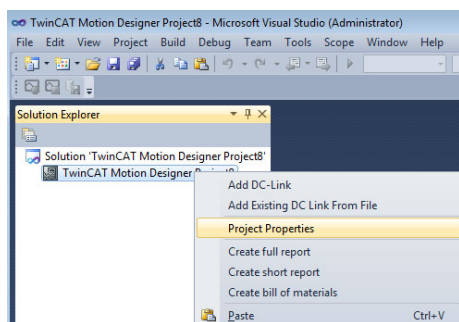 TwinCAT Motion Designer Project8 - Microsoft Visual Studio (Administrator)
File Edit View Project Build Debug Team Tools Scope Window Help
Solution Explorer
Solution 'TwinCAT Motion Designer Project8'
TwinCAT Motion Designer Project8
Add DC-Link
Add Existing DC Link From File
Project Properties
Create full report
Create short report
Create bill of materials
Paste Ctrl+V